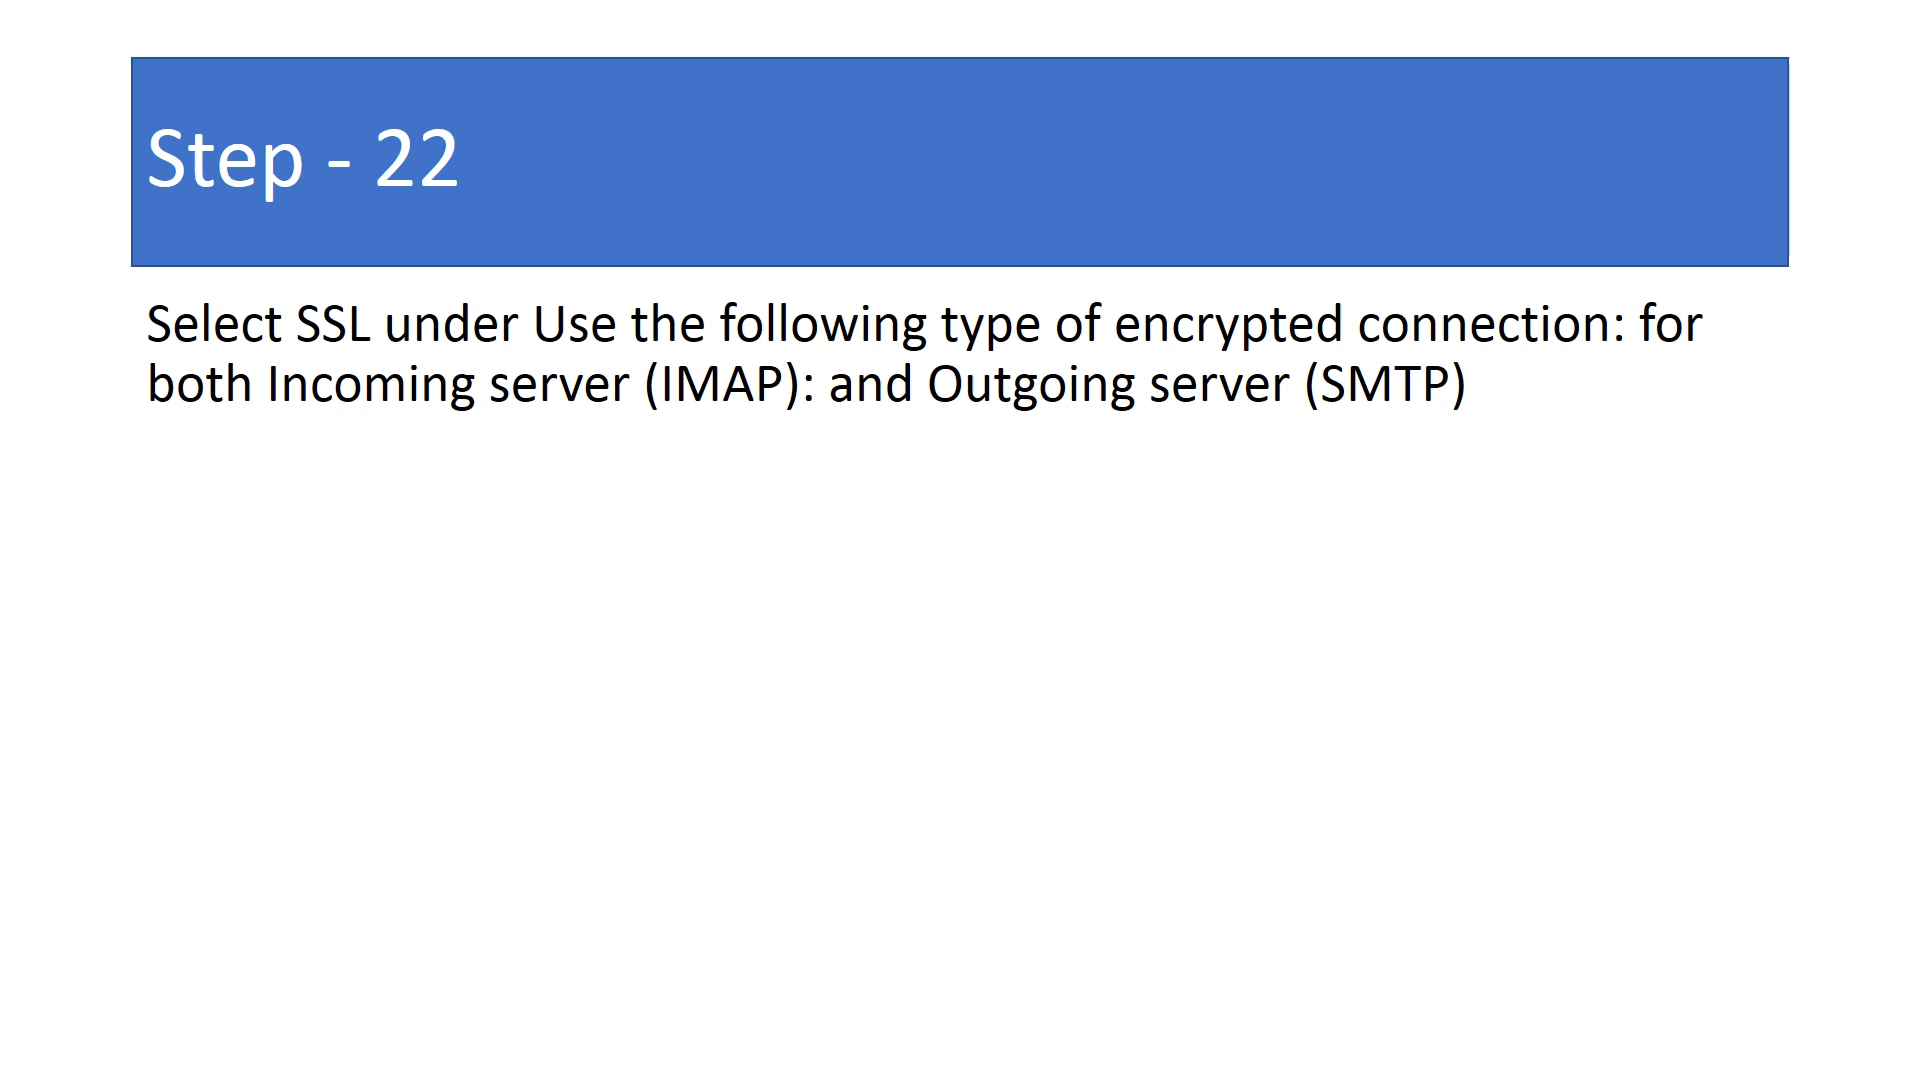 Step - 22
Select SSL under Use the following type of encrypted connection: for
both Incoming server (IMAP): and Outgoing server (SMTP)